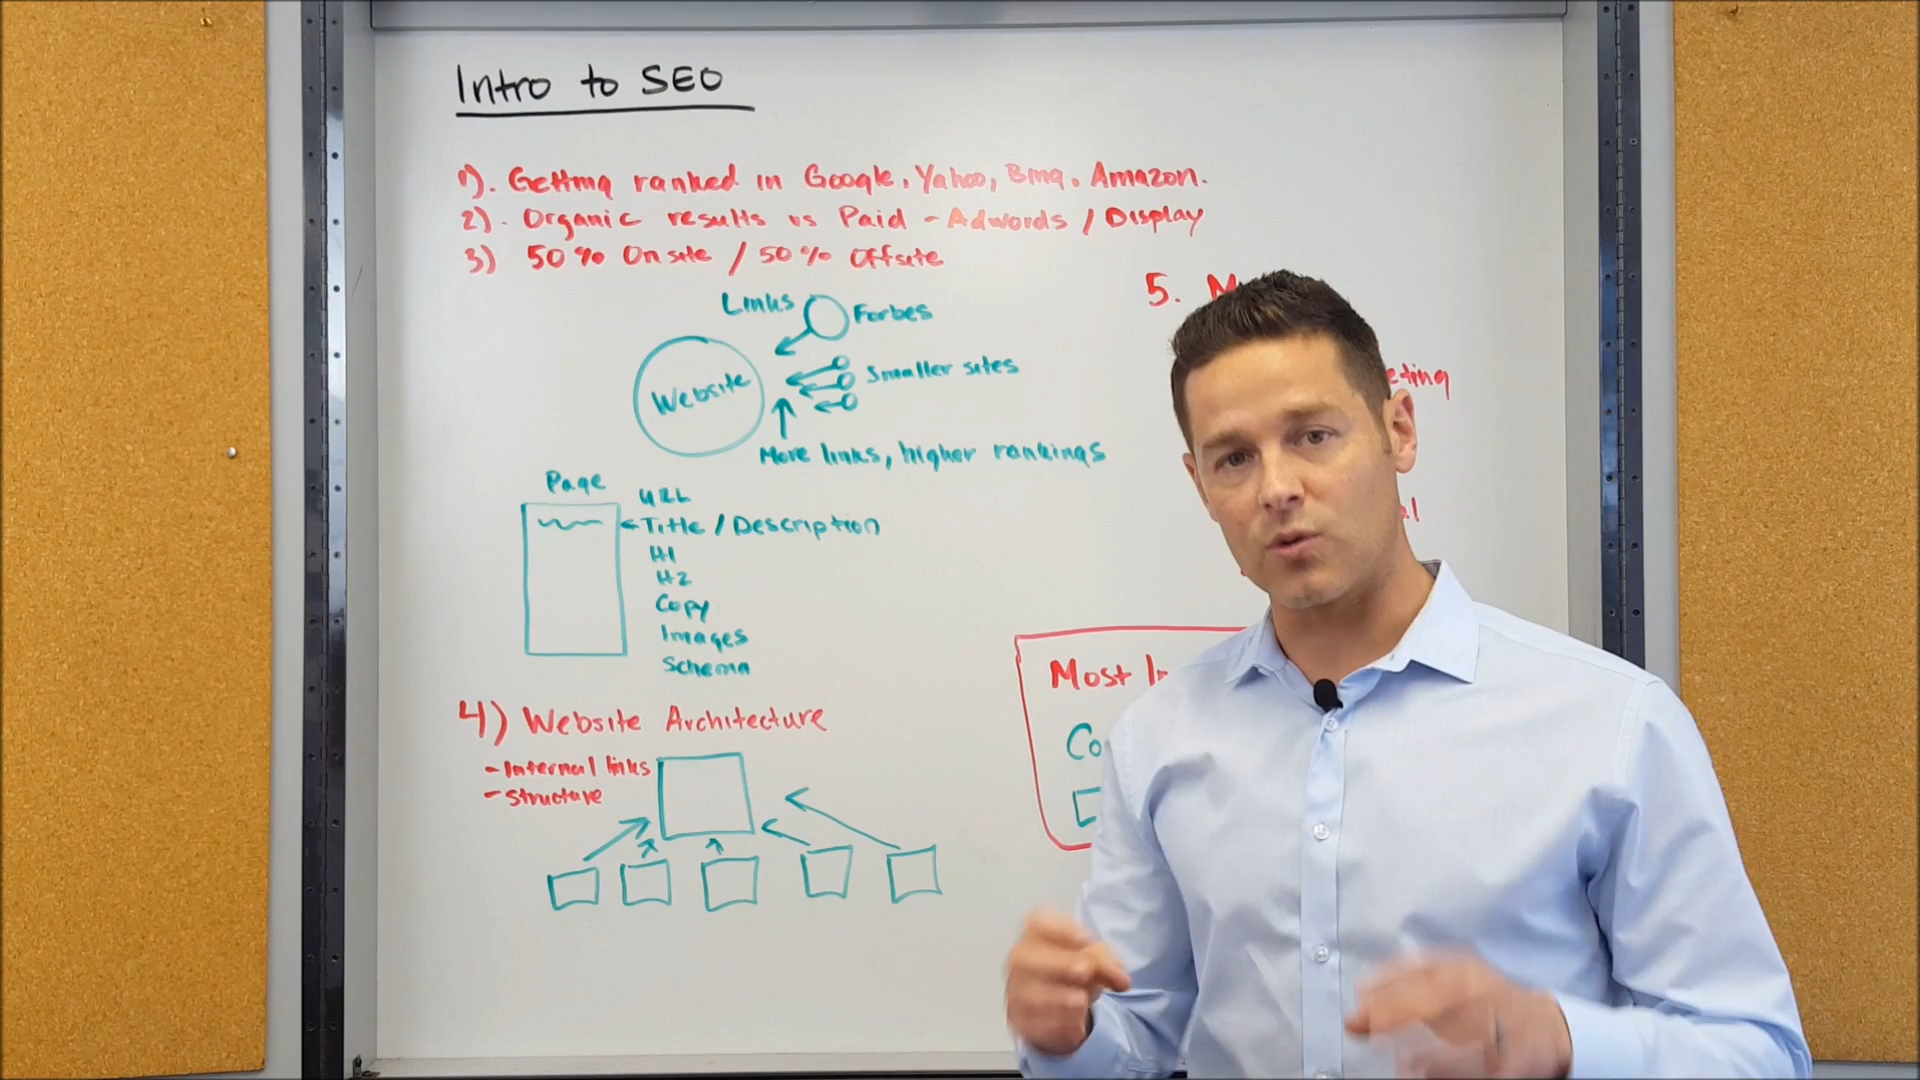 Intro to SEO
1). Getting ranked in Google, Yahoo, Bing, Amazon.
2). Organic results vs Paid - Adwords / Display
3) 50% Onsite / 50% Offsite
Links
Forbes
Website
Smaller sites
More links, higher rankings
Page
URL
Title / Description
H1
H2
Copy
Images
Schema
4) Website Architecture
- Internal links
- Structure
5.
Most